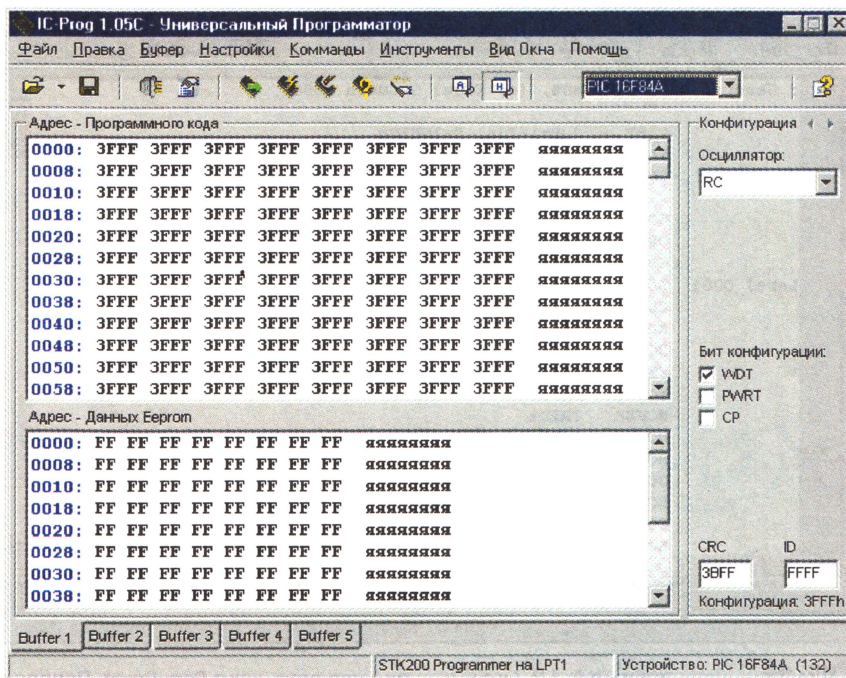 IC-Prog 1.05C - Универсальный Программатор
Файл Правка Буфер Настройки Комманды Инструменты Вид Окна Помощь
PIC 16F84A
Адрес - Программного кода
0000: 3FFF 3FFF 3FFF 3FFF 3FFF 3FFF 3FFF 3FFF яяяяяяяя
0008: 3FFF 3FFF 3FFF 3FFF 3FFF 3FFF 3FFF 3FFF яяяяяяяя
0010: 3FFF 3FFF 3FFF 3FFF 3FFF 3FFF 3FFF 3FFF яяяяяяяя
0018: 3FFF 3FFF 3FFF 3FFF 3FFF 3FFF 3FFF 3FFF яяяяяяяя
0020: 3FFF 3FFF 3FFF 3FFF 3FFF 3FFF 3FFF 3FFF яяяяяяяя
0028: 3FFF 3FFF 3FFF 3FFF 3FFF 3FFF 3FFF 3FFF яяяяяяяя
0030: 3FFF 3FFF 3FFF 3FFF 3FFF 3FFF 3FFF 3FFF яяяяяяяя
0038: 3FFF 3FFF 3FFF 3FFF 3FFF 3FFF 3FFF 3FFF яяяяяяяя
0040: 3FFF 3FFF 3FFF 3FFF 3FFF 3FFF 3FFF 3FFF яяяяяяяя
0048: 3FFF 3FFF 3FFF 3FFF 3FFF 3FFF 3FFF 3FFF яяяяяяяя
0050: 3FFF 3FFF 3FFF 3FFF 3FFF 3FFF 3FFF 3FFF яяяяяяяя
0058: 3FFF 3FFF 3FFF 3FFF 3FFF 3FFF 3FFF 3FFF яяяяяяяя
Адрес - Данных Eeprom
0000: FF FF FF FF FF FF FF FF яяяяяяяя
0008: FF FF FF FF FF FF FF FF яяяяяяяя
0010: FF FF FF FF FF FF FF FF яяяяяяяя
0018: FF FF FF FF FF FF FF FF яяяяяяяя
0020: FF FF FF FF FF FF FF FF яяяяяяяя
0028: FF FF FF FF FF FF FF FF яяяяяяяя
0030: FF FF FF FF FF FF FF FF яяяяяяяя
0038: FF FF FF FF FF FF FF FF яяяяяяяя
Конфигурация
Осциллятор:
RC
Бит конфигурации:
WDT
PWRT
CP
CRC ID
3BFF FFFF
Конфигурация: 3FFFh
Buffer 1 Buffer 2 Buffer 3 Buffer 4 Buffer 5
STK200 Programmer на LPT1 Устройство: PIC 16F84A (132)